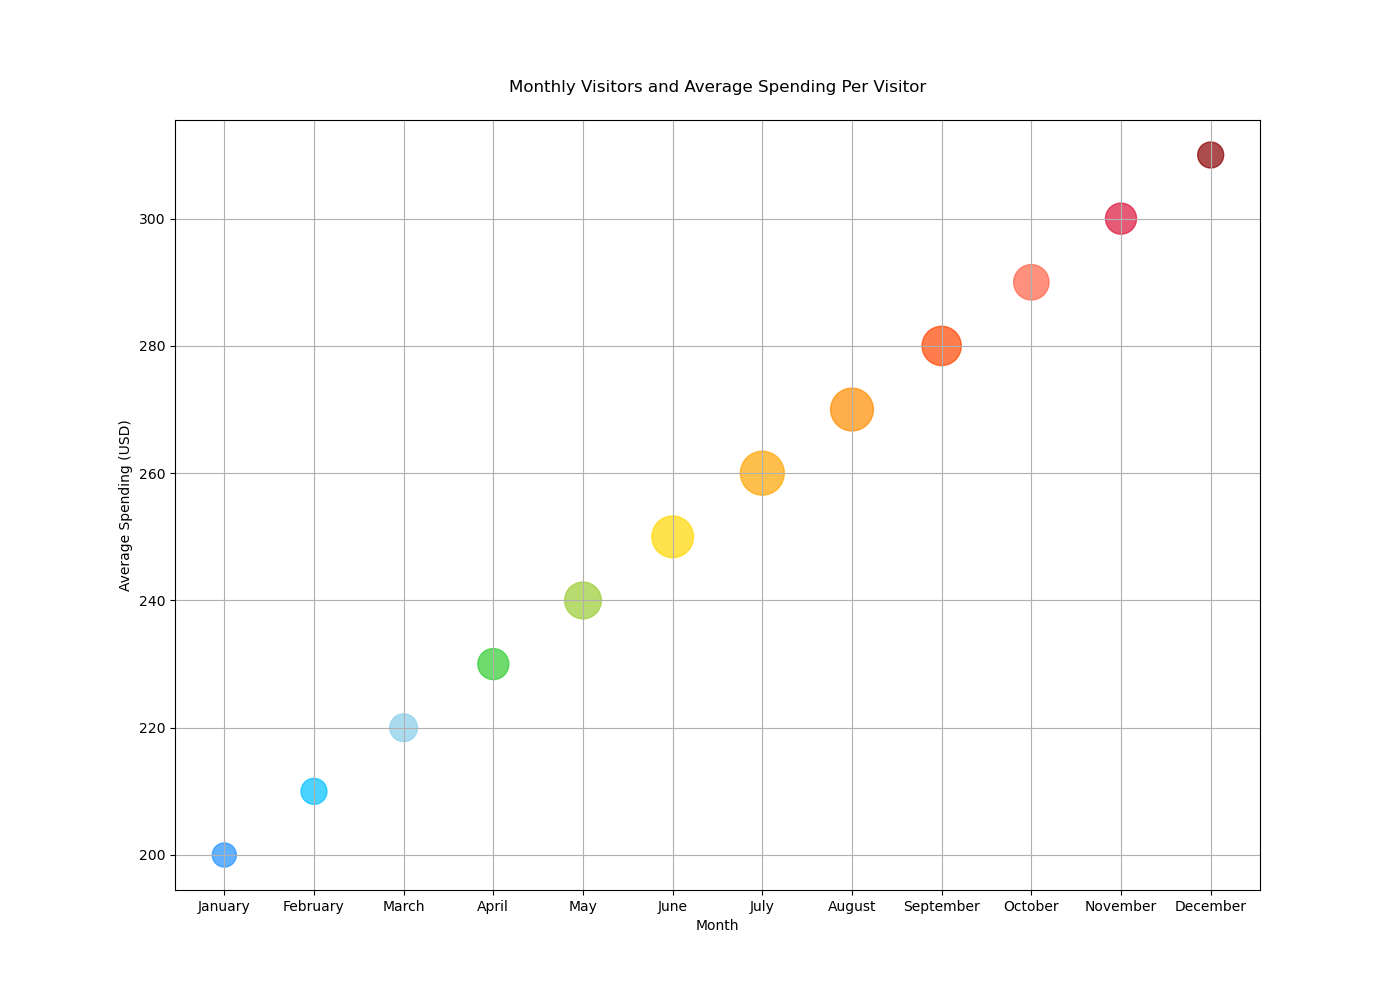 Monthly Visitors and Average Spending Per Visitor
300
280
260
240
220
200
Average Spending (USD)
January February March April May June July August September October November December
Month